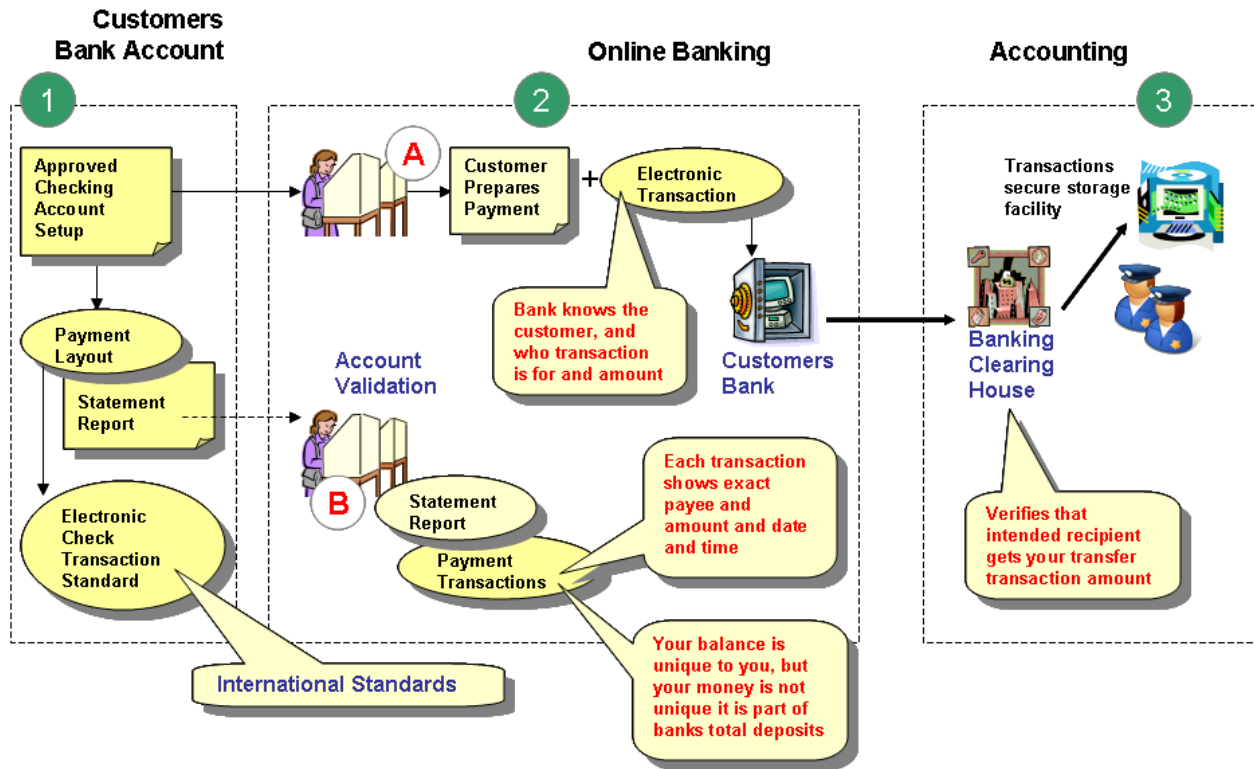 Customers
Bank Account
Online Banking
Accounting
1
2
3
Approved
Checking
Account
Setup
A
Customer
Prepares
Payment
+
Electronic
Transaction
Transactions
secure storage
facility
Payment
Layout
Statement
Report
Account
Validation
Bank knows the
customer, and
who transaction
is for and amount
Customers
Bank
Banking
Clearing
House
B
Statement
Report
Payment
Transactions
Each transaction
shows exact
payee and
amount and date
and time
Electronic
Check
Transaction
Standard
Verifies that
intended recipient
gets your transfer
transaction amount
International Standards
Your balance is
unique to you, but
your money is not
unique it is part of
banks total deposits